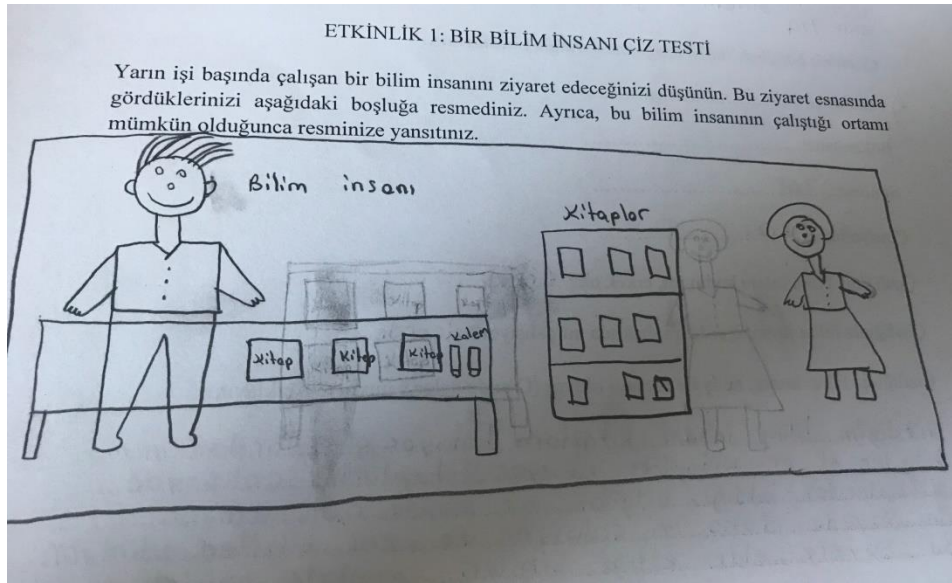 ETKİNLİK 1: BİR BİLİM İNSANI ÇİZ TESTİ
Yarın işi başında çalışan bir bilim insanını ziyaret edeceğinizi düşünün. Bu ziyaret esnasında
gördüklerinizi aşağıdaki boşluğa resmediniz. Ayrıca, bu bilim insanının çalıştığı ortamı
mümkün olduğunca resminize yansıtınız.
Bilim insanı
Kitaplar
Kitap Kitap Kitap Kalem